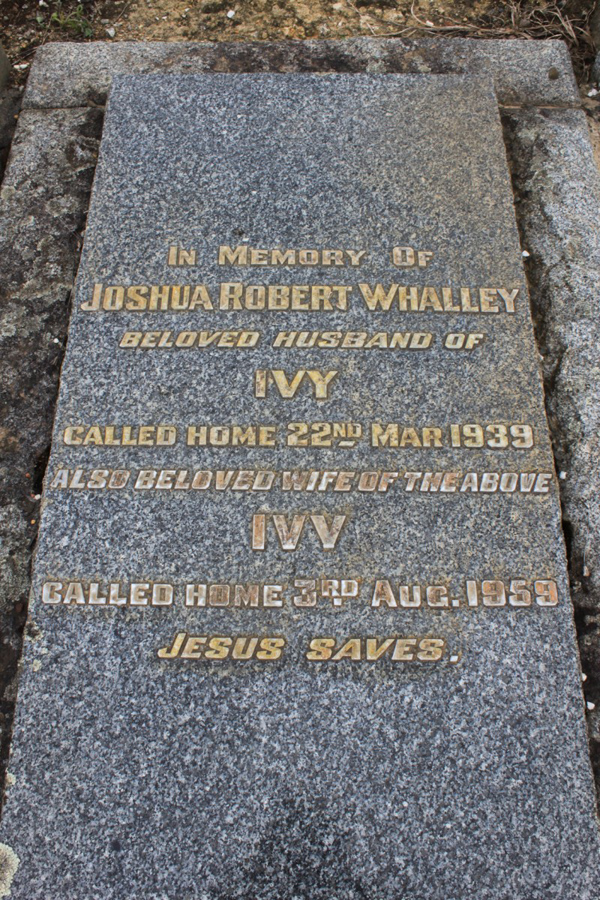 In Memory Of
Joshua Robert Whalley
BELOVED HUSBAND OF
IVY
CALLED HOME 22ND MAR 1939
ALSO BELOVED WIFE OF THE ABOVE
IVV
CALLED HOME 3RD AUG. 1959
JESUS SAVES.